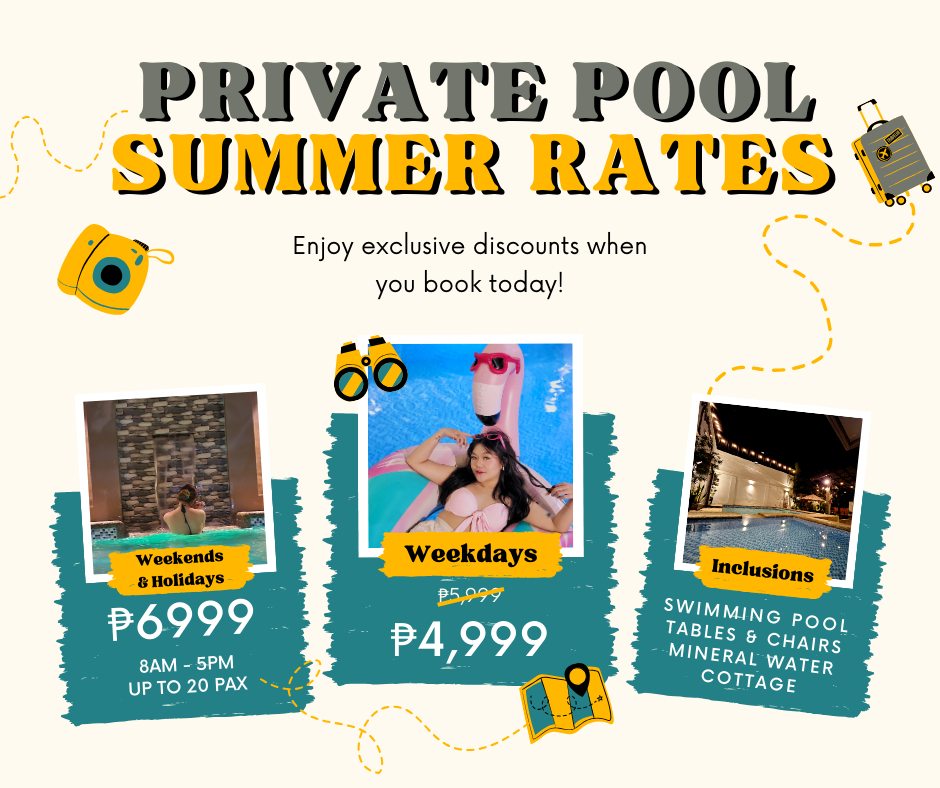 PRIVATE POOL
SUMMER RATES
Enjoy exclusive discounts when
you book today!
Weekends
& Holidays
₱6999
8AM - 5PM
UP TO 20 PAX
Weekdays
₱5,999
₱4,999
Inclusions
SWIMMING POOL
TABLES & CHAIRS
MINERAL WATER
COTTAGE